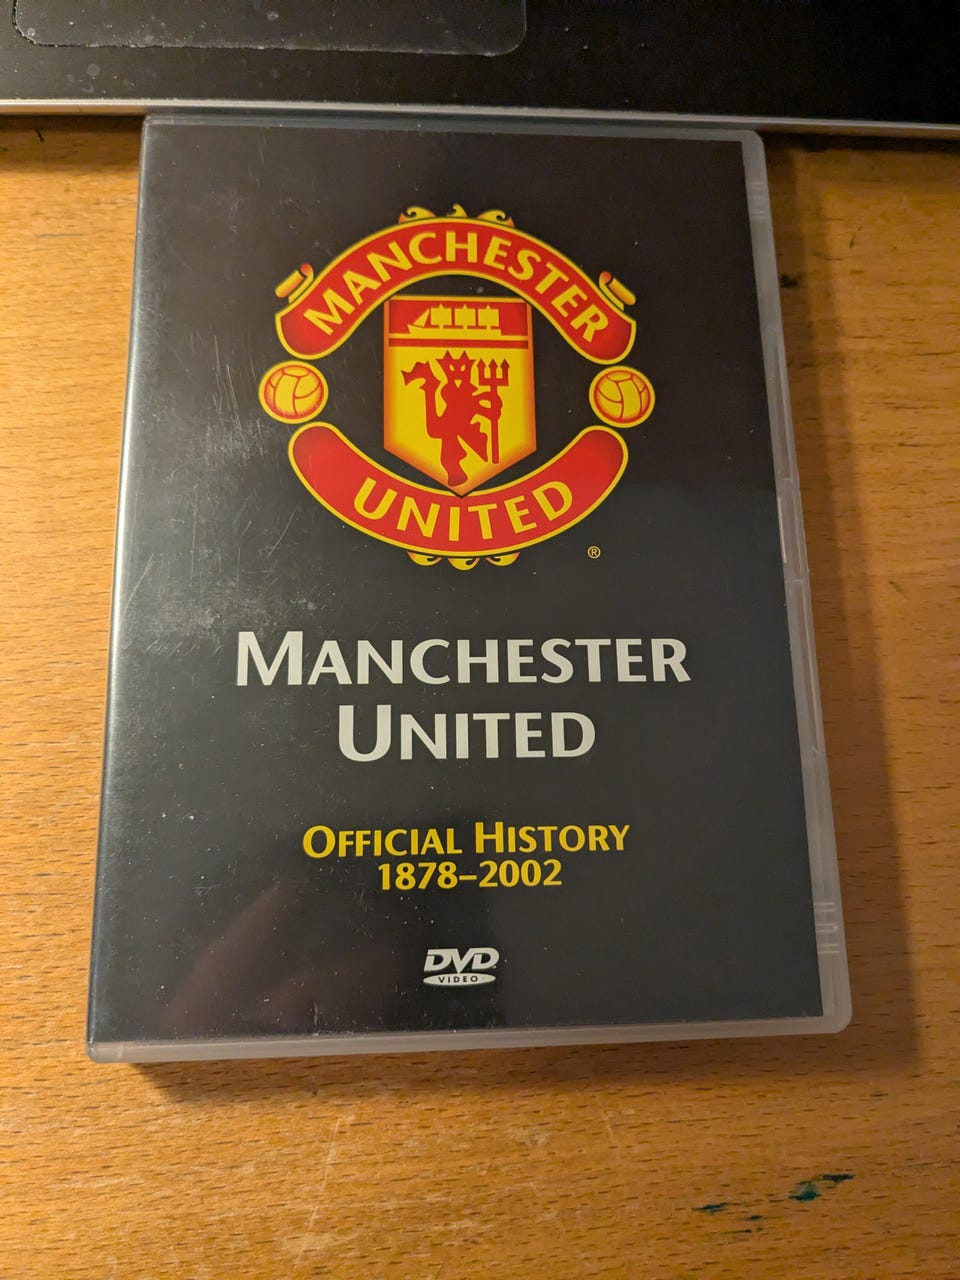 MANCHESTER
UNITED
®
MANCHESTER
UNITED
OFFICIAL HISTORY
1878–2002
DVD
VIDEO